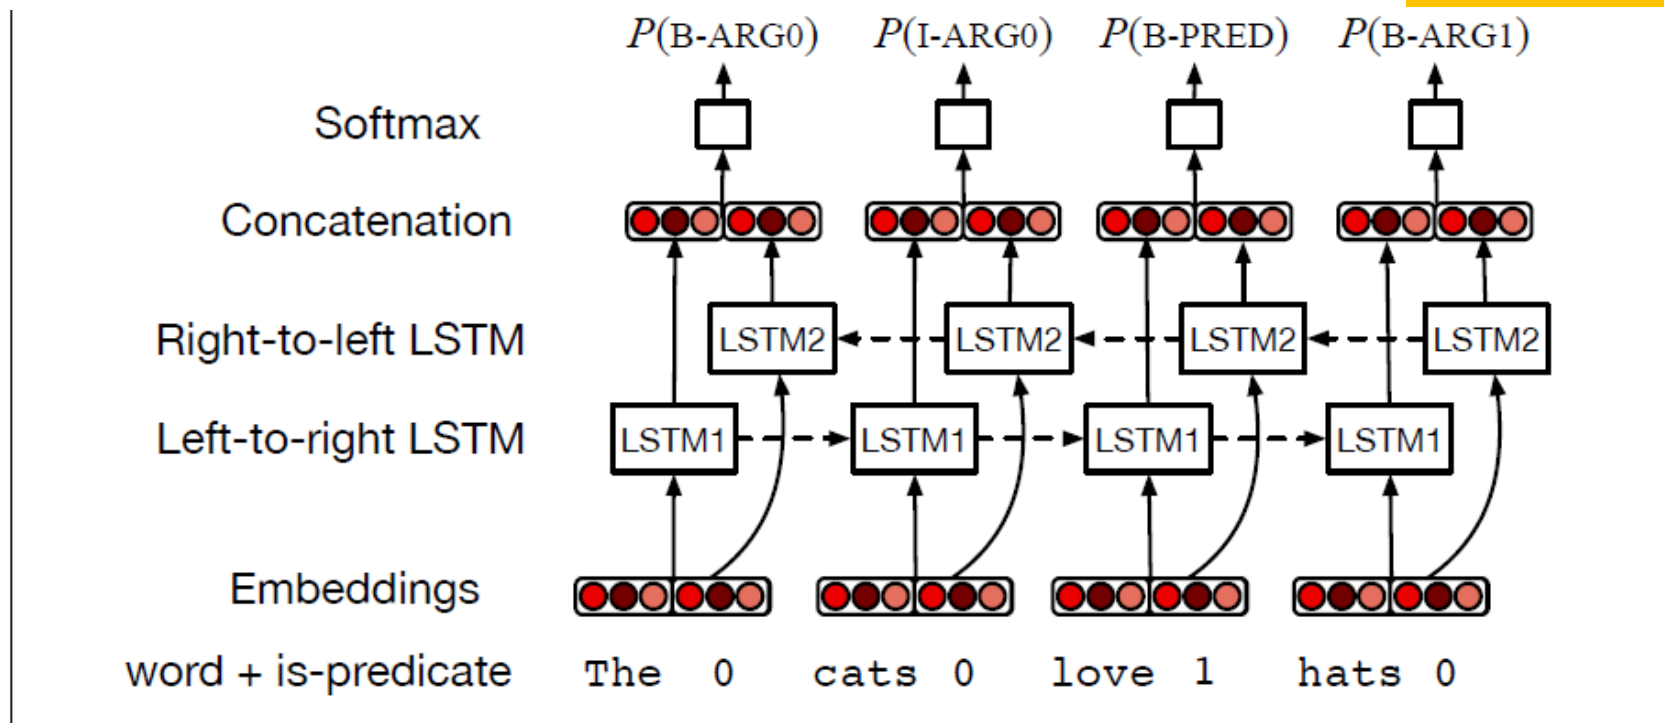 P(B-ARG0) P(I-ARG0) P(B-PRED) P(B-ARG1)
Softmax
Concatenation
Right-to-left LSTM LSTM2 LSTM2 LSTM2 LSTM2
Left-to-right LSTM LSTM1 LSTM1 LSTM1 LSTM1
Embeddings
word + is-predicate The 0 cats 0 love 1 hats 0